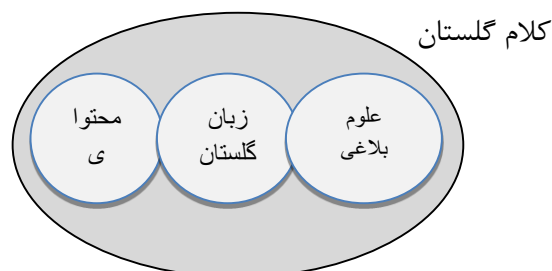 کلام گلستان
علوم
بلاغی
زبان
گلستان
محتوا
ی